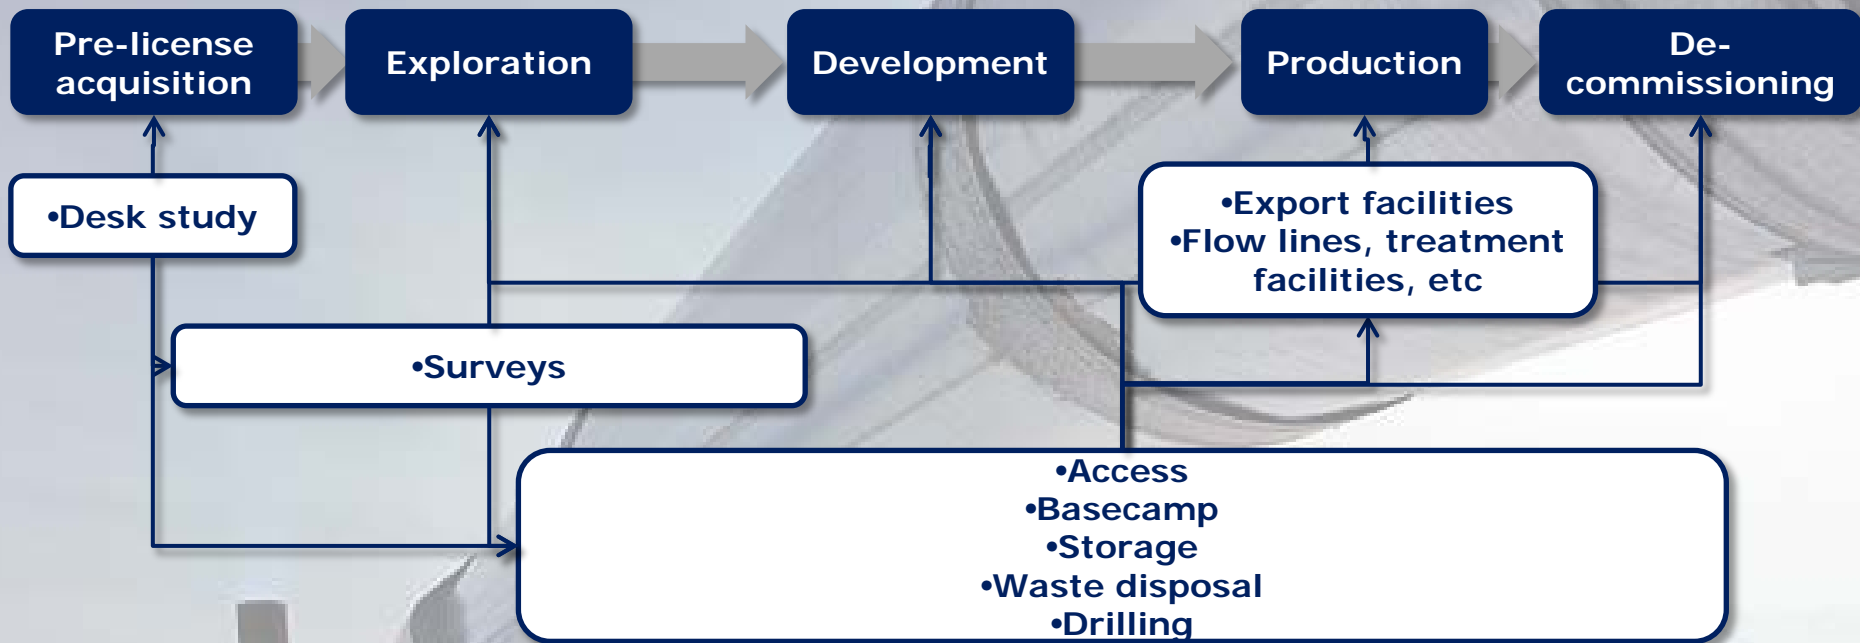 Pre-license
acquisition
Exploration
Development
Production
De-
commissioning
•Desk study
•Export facilities
•Flow lines, treatment
facilities, etc
•Surveys
•Access
•Basecamp
•Storage
•Waste disposal
•Drilling